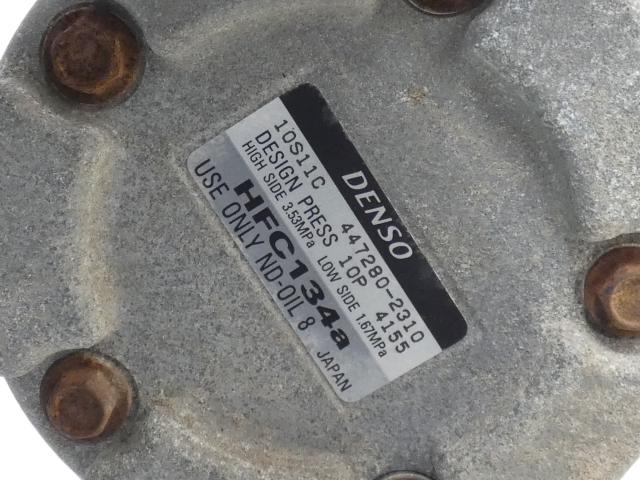 DENSO
10S11C 447280-2310
DESIGN PRESS 10P 4155
HIGH SIDE 3.53MPa LOW SIDE 1.67MPa
HFC134a
USE ONLY ND-OIL 8 JAPAN